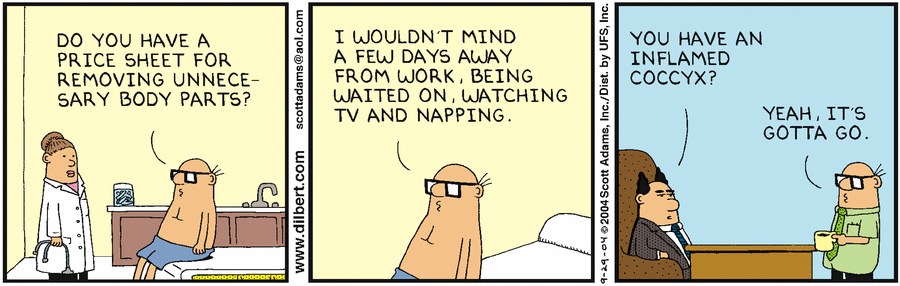 DO YOU HAVE A
PRICE SHEET FOR
REMOVING UNNECE-
SARY BODY PARTS?
scottadams@aol.com
www.dilbert.com
I WOULDN'T MIND
A FEW DAYS AWAY
FROM WORK, BEING
WAITED ON, WATCHING
TV AND NAPPING.
9-29-04 © 2004 Scott Adams, Inc./Dist. by UFS, Inc.
YOU HAVE AN
INFLAMED
COCCYX?
YEAH, IT'S
GOTTA GO.